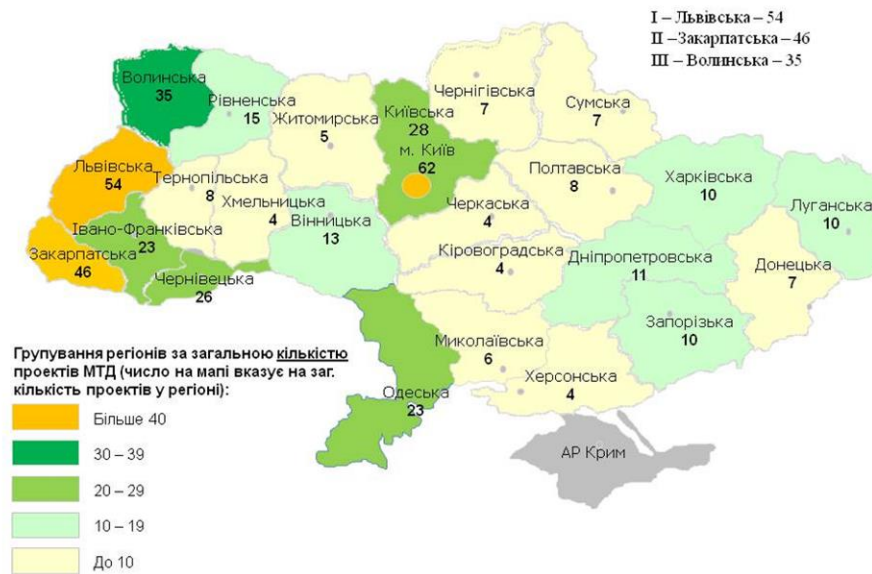 І – Львівська – 54
ІІ –Закарпатська – 46
ІІІ – Волинська – 35
Волинська
35
Рівненська
15
Житомирська
5
Київська
28
м. Київ
62
Чернігівська
7
Сумська
7
Львівська
54
Тернопільська
8
Хмельницька
4
Вінницька
13
Черкаська
4
Полтавська
8
Харківська
10
Луганська
10
Івано-Франківська
23
Закарпатська
46
Чернівецька
26
Кіровоградська
4
Дніпропетровська
11
Донецька
7
Запорізька
10
Миколаївська
6
Херсонська
4
Одеська
23
АР Крим
Групування регіонів за загальною кількістю
проектів МТД (число на мапі вказує на заг.
кількість проектів у регіоні):
Більше 40
30 – 39
20 – 29
10 – 19
До 10